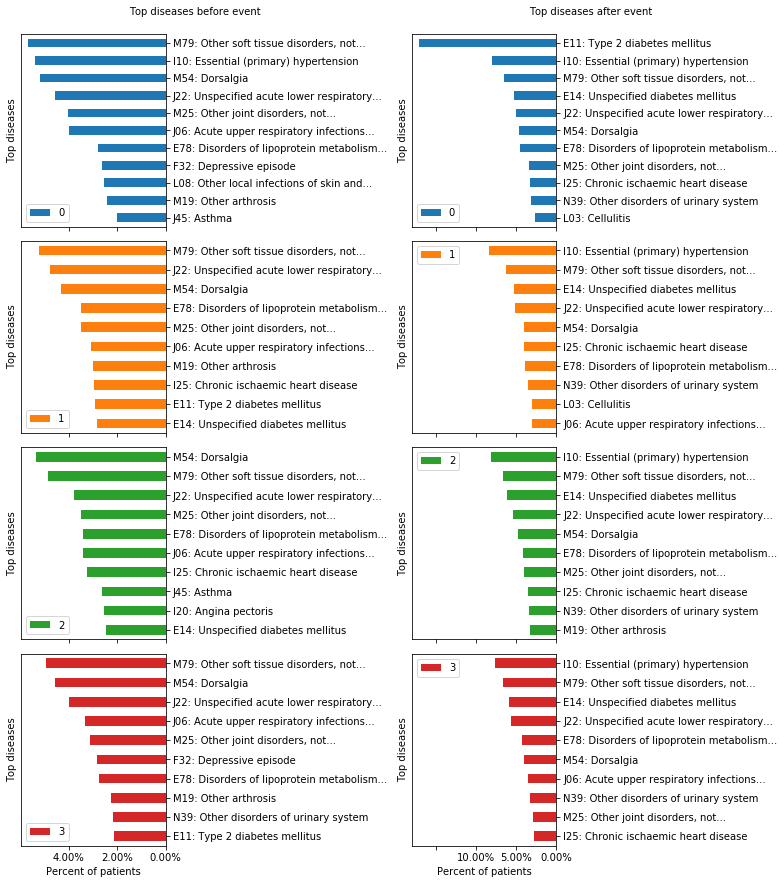 Top diseases before event
Top diseases
M79: Other soft tissue disorders, not...
I10: Essential (primary) hypertension
M54: Dorsalgia
J22: Unspecified acute lower respiratory...
M25: Other joint disorders, not...
J06: Acute upper respiratory infections...
E78: Disorders of lipoprotein metabolism...
F32: Depressive episode
L08: Other local infections of skin and...
M19: Other arthrosis
J45: Asthma
0
Top diseases after event
Top diseases
E11: Type 2 diabetes mellitus
I10: Essential (primary) hypertension
M79: Other soft tissue disorders, not...
E14: Unspecified diabetes mellitus
J22: Unspecified acute lower respiratory...
M54: Dorsalgia
E78: Disorders of lipoprotein metabolism...
M25: Other joint disorders, not...
I25: Chronic ischaemic heart disease
N39: Other disorders of urinary system
L03: Cellulitis
0
Top diseases
M79: Other soft tissue disorders, not...
J22: Unspecified acute lower respiratory...
M54: Dorsalgia
E78: Disorders of lipoprotein metabolism...
M25: Other joint disorders, not...
J06: Acute upper respiratory infections...
M19: Other arthrosis
I25: Chronic ischaemic heart disease
E11: Type 2 diabetes mellitus
E14: Unspecified diabetes mellitus
1
Top diseases
1
I10: Essential (primary) hypertension
M79: Other soft tissue disorders, not...
E14: Unspecified diabetes mellitus
J22: Unspecified acute lower respiratory...
M54: Dorsalgia
I25: Chronic ischaemic heart disease
E78: Disorders of lipoprotein metabolism...
N39: Other disorders of urinary system
L03: Cellulitis
J06: Acute upper respiratory infections...
Top diseases
M54: Dorsalgia
M79: Other soft tissue disorders, not...
J22: Unspecified acute lower respiratory...
M25: Other joint disorders, not...
E78: Disorders of lipoprotein metabolism...
J06: Acute upper respiratory infections...
I25: Chronic ischaemic heart disease
J45: Asthma
I20: Angina pectoris
E14: Unspecified diabetes mellitus
2
Top diseases
2
I10: Essential (primary) hypertension
M79: Other soft tissue disorders, not...
E14: Unspecified diabetes mellitus
J22: Unspecified acute lower respiratory...
M54: Dorsalgia
E78: Disorders of lipoprotein metabolism...
M25: Other joint disorders, not...
I25: Chronic ischaemic heart disease
N39: Other disorders of urinary system
M19: Other arthrosis
Top diseases
M79: Other soft tissue disorders, not...
M54: Dorsalgia
J22: Unspecified acute lower respiratory...
J06: Acute upper respiratory infections...
M25: Other joint disorders, not...
F32: Depressive episode
E78: Disorders of lipoprotein metabolism...
M19: Other arthrosis
N39: Other disorders of urinary system
E11: Type 2 diabetes mellitus
3
4.00% 2.00% 0.00%
Percent of patients
Top diseases
3
I10: Essential (primary) hypertension
M79: Other soft tissue disorders, not...
E14: Unspecified diabetes mellitus
J22: Unspecified acute lower respiratory...
E78: Disorders of lipoprotein metabolism...
M54: Dorsalgia
J06: Acute upper respiratory infections...
N39: Other disorders of urinary system
M25: Other joint disorders, not...
I25: Chronic ischaemic heart disease
10.00% 5.00% 0.00%
Percent of patients